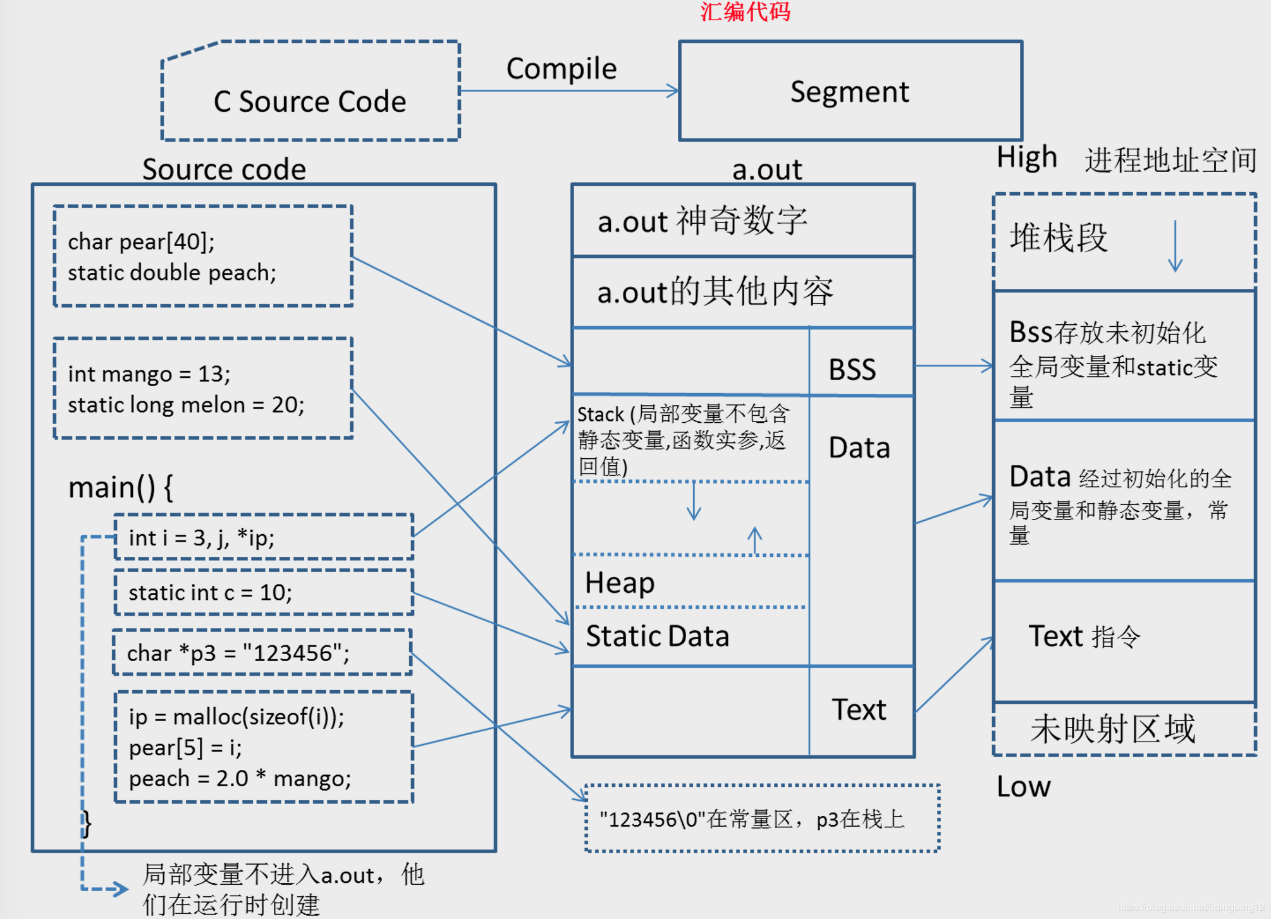 汇编代码
C Source Code
Compile
Segment
Source code
char pear[40];
static double peach;
int mango = 13;
static long melon = 20;
main() {
int i = 3, j, *ip;
static int c = 10;
char *p3 = "123456";
ip = malloc(sizeof(i));
pear[5] = i;
peach = 2.0 * mango;
}
局部变量不进入a.out，他
们在运行时创建
a.out
a.out 神奇数字
a.out的其他内容
BSS
Stack (局部变量不包含
静态变量,函数实参,返
回值)
Data
Heap
Static Data
Text
"123456\0"在常量区，p3在栈上
High 进程地址空间
堆栈段
Bss存放未初始化
全局变量和static变
量
Data 经过初始化的全
局变量和静态变量，常
量
Text 指令
未映射区域
Low